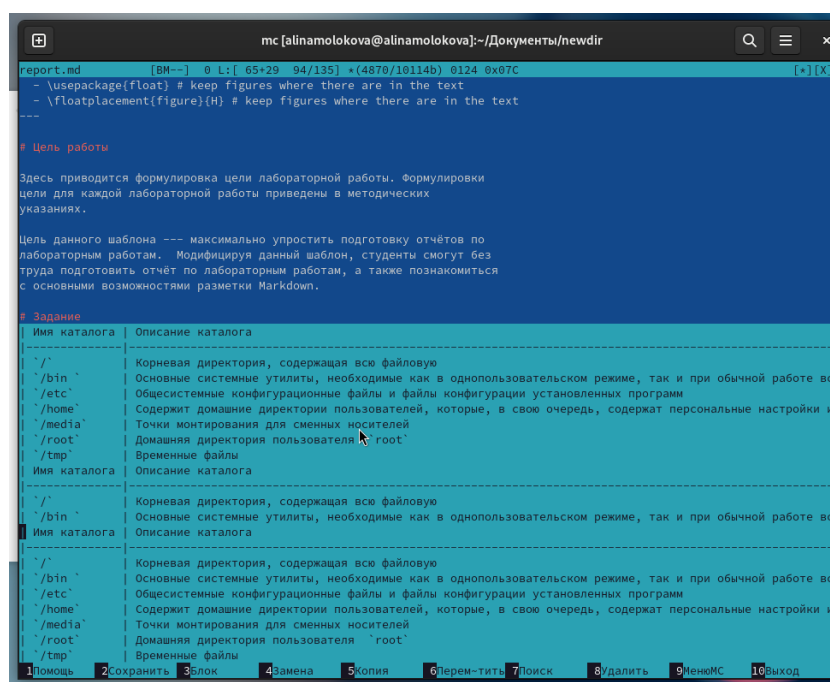 mc [alinamolokova@alinamolokova]:~/Документы/newdir
report.md [BM--] 0 L:[ 65+29 94/135] *(4870/10114b) 0124 0x07C [*][X]
- \usepackage{float} # keep figures where there are in the text
- \floatplacement{figure}{H} # keep figures where there are in the text
---
# Цель работы
Здесь приводится формулировка цели лабораторной работы. Формулировки
цели для каждой лабораторной работы приведены в методических
указаниях.
Цель данного шаблона --- максимально упростить подготовку отчётов по
лабораторным работам.  Модифицируя данный шаблон, студенты смогут без
труда подготовить отчёт по лабораторным работам, а также познакомиться
с основными возможностями разметки Markdown.
# Задание
| Имя каталога | Описание каталога
|--------------|----------------------------------------------------------------
| `/` | Корневая директория, содержащая всю файловую
| `/bin ` | Основные системные утилиты, необходимые как в однопользовательском режиме, так и при обычной работе вс
| `/etc` | Общесистемные конфигурационные файлы и файлы конфигурации установленных программ
| `/home` | Содержит домашние директории пользователей, которые, в свою очередь, содержат персональные настройки и
| `/media` | Точки монтирования для сменных носителей
| `/root` | Домашняя директория пользователя  `root`
| `/tmp` | Временные файлы
| Имя каталога | Описание каталога
|--------------|----------------------------------------------------------------
| `/` | Корневая директория, содержащая всю файловую
| `/bin ` | Основные системные утилиты, необходимые как в однопользовательском режиме, так и при обычной работе вс
| Имя каталога | Описание каталога
|--------------|----------------------------------------------------------------
| `/` | Корневая директория, содержащая всю файловую
| `/bin ` | Основные системные утилиты, необходимые как в однопользовательском режиме, так и при обычной работе вс
| `/etc` | Общесистемные конфигурационные файлы и файлы конфигурации установленных программ
| `/home` | Содержит домашние директории пользователей, которые, в свою очередь, содержат персональные настройки и
| `/media` | Точки монтирования для сменных носителей
| `/root` | Домашняя директория пользователя  `root`
| `/tmp` | Временные файлы
1Помощь 2Сохранить 3Блок 4Замена 5Копия 6Перем~тить 7Поиск 8Удалить 9МенюMC 10Выход